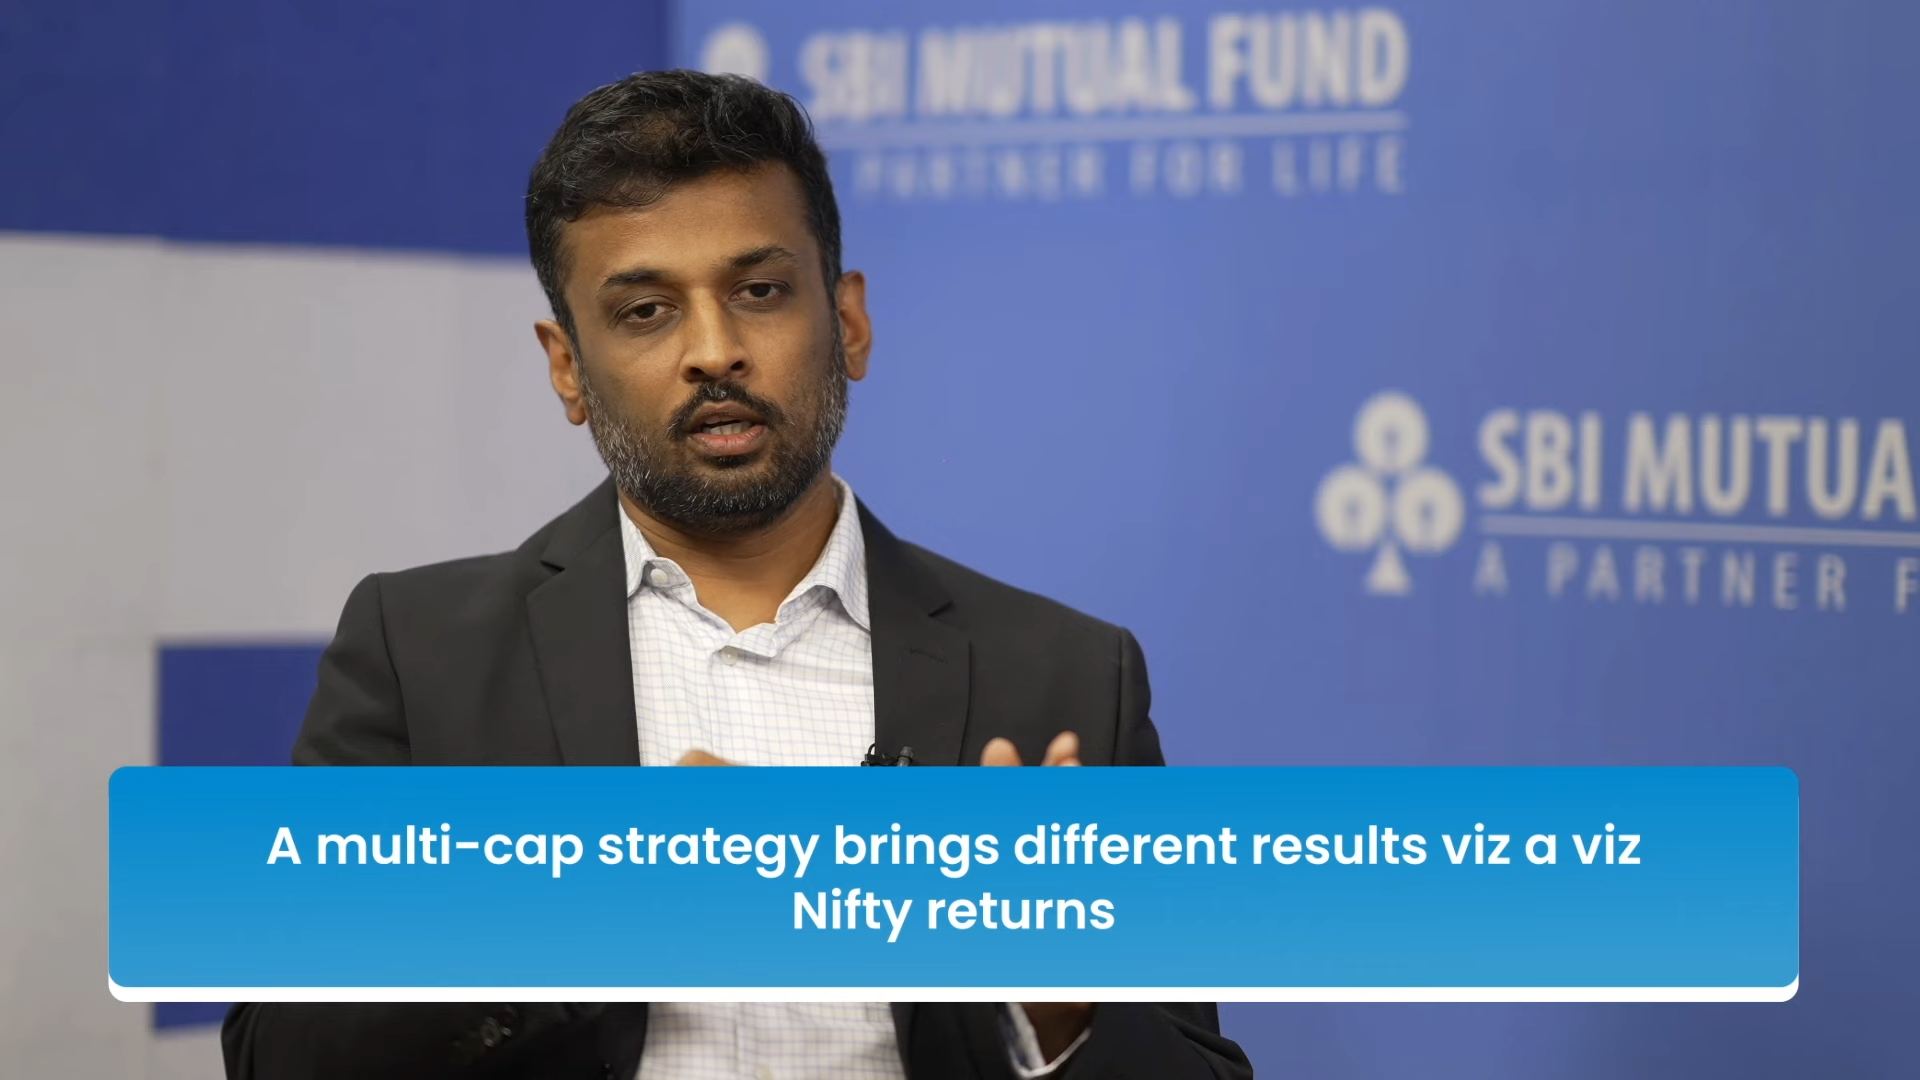 SBI MUTUAL FUND
PARTNER FOR LIFE
SBI MUTUA
A PARTNER F
A multi-cap strategy brings different results viz a viz
Nifty returns